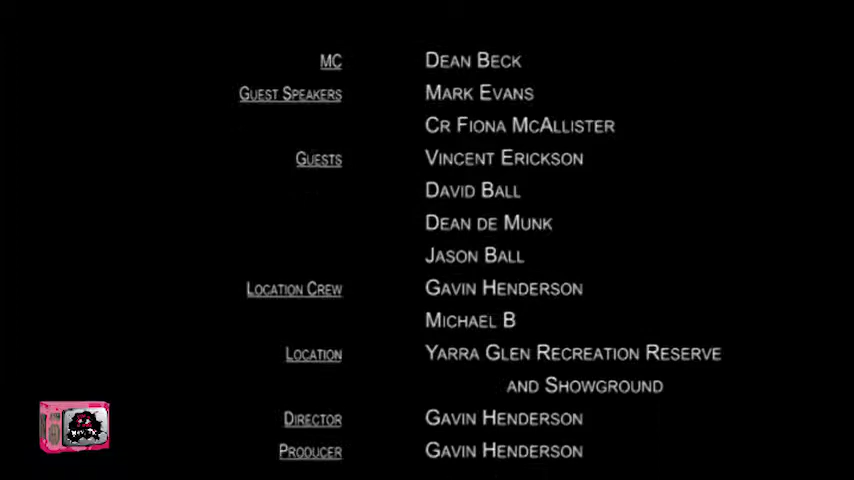 MC DEAN BECK
GUEST SPEAKERS MARK EVANS
CR FIONA MCALLISTER
GUESTS VINCENT ERICKSON
DAVID BALL
DEAN DE MUNK
JASON BALL
LOCATION CREW GAVIN HENDERSON
MICHAEL B
LOCATION YARRA GLEN RECREATION RESERVE
AND SHOWGROUND
DIRECTOR GAVIN HENDERSON
PRODUCER GAVIN HENDERSON